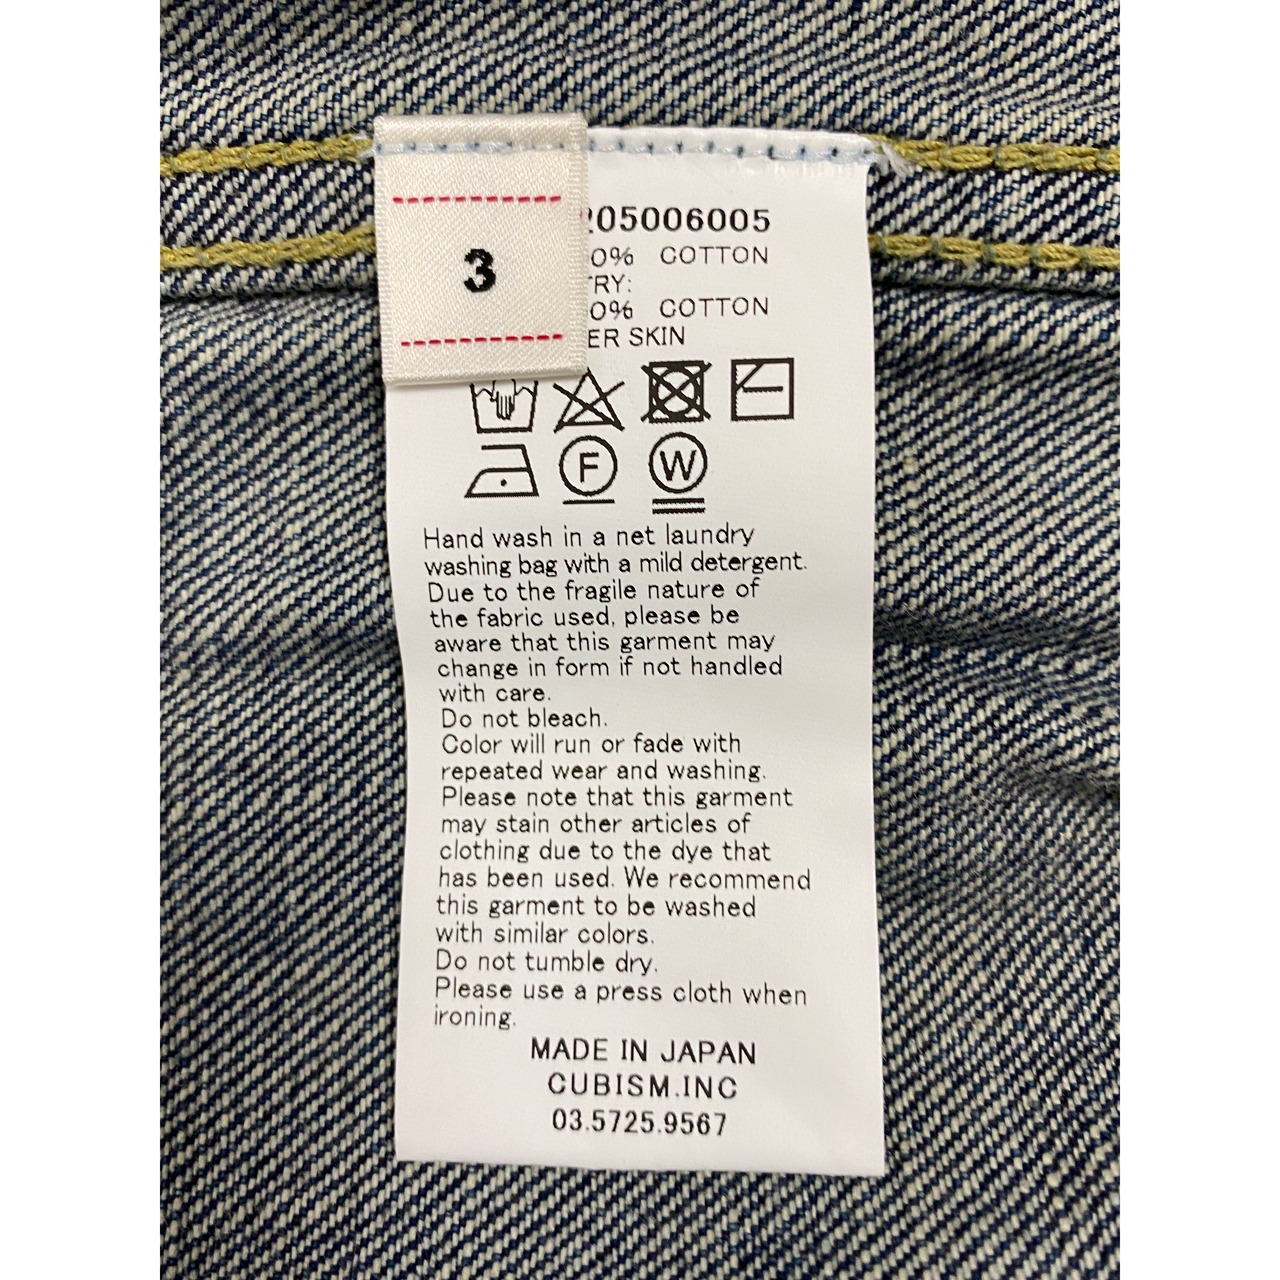 3
205006005
0% COTTON
TRY:
0% COTTON
ER SKIN
F W
Hand wash in a net laundry
washing bag with a mild detergent.
Due to the fragile nature of
the fabric used, please be
aware that this garment may
change in form if not handled
with care.
Do not bleach.
Color will run or fade with
repeated wear and washing.
Please note that this garment
may stain other articles of
clothing due to the dye that
has been used. We recommend
this garment to be washed
with similar colors.
Do not tumble dry.
Please use a press cloth when
ironing.
MADE IN JAPAN
CUBISM.INC
03.5725.9567